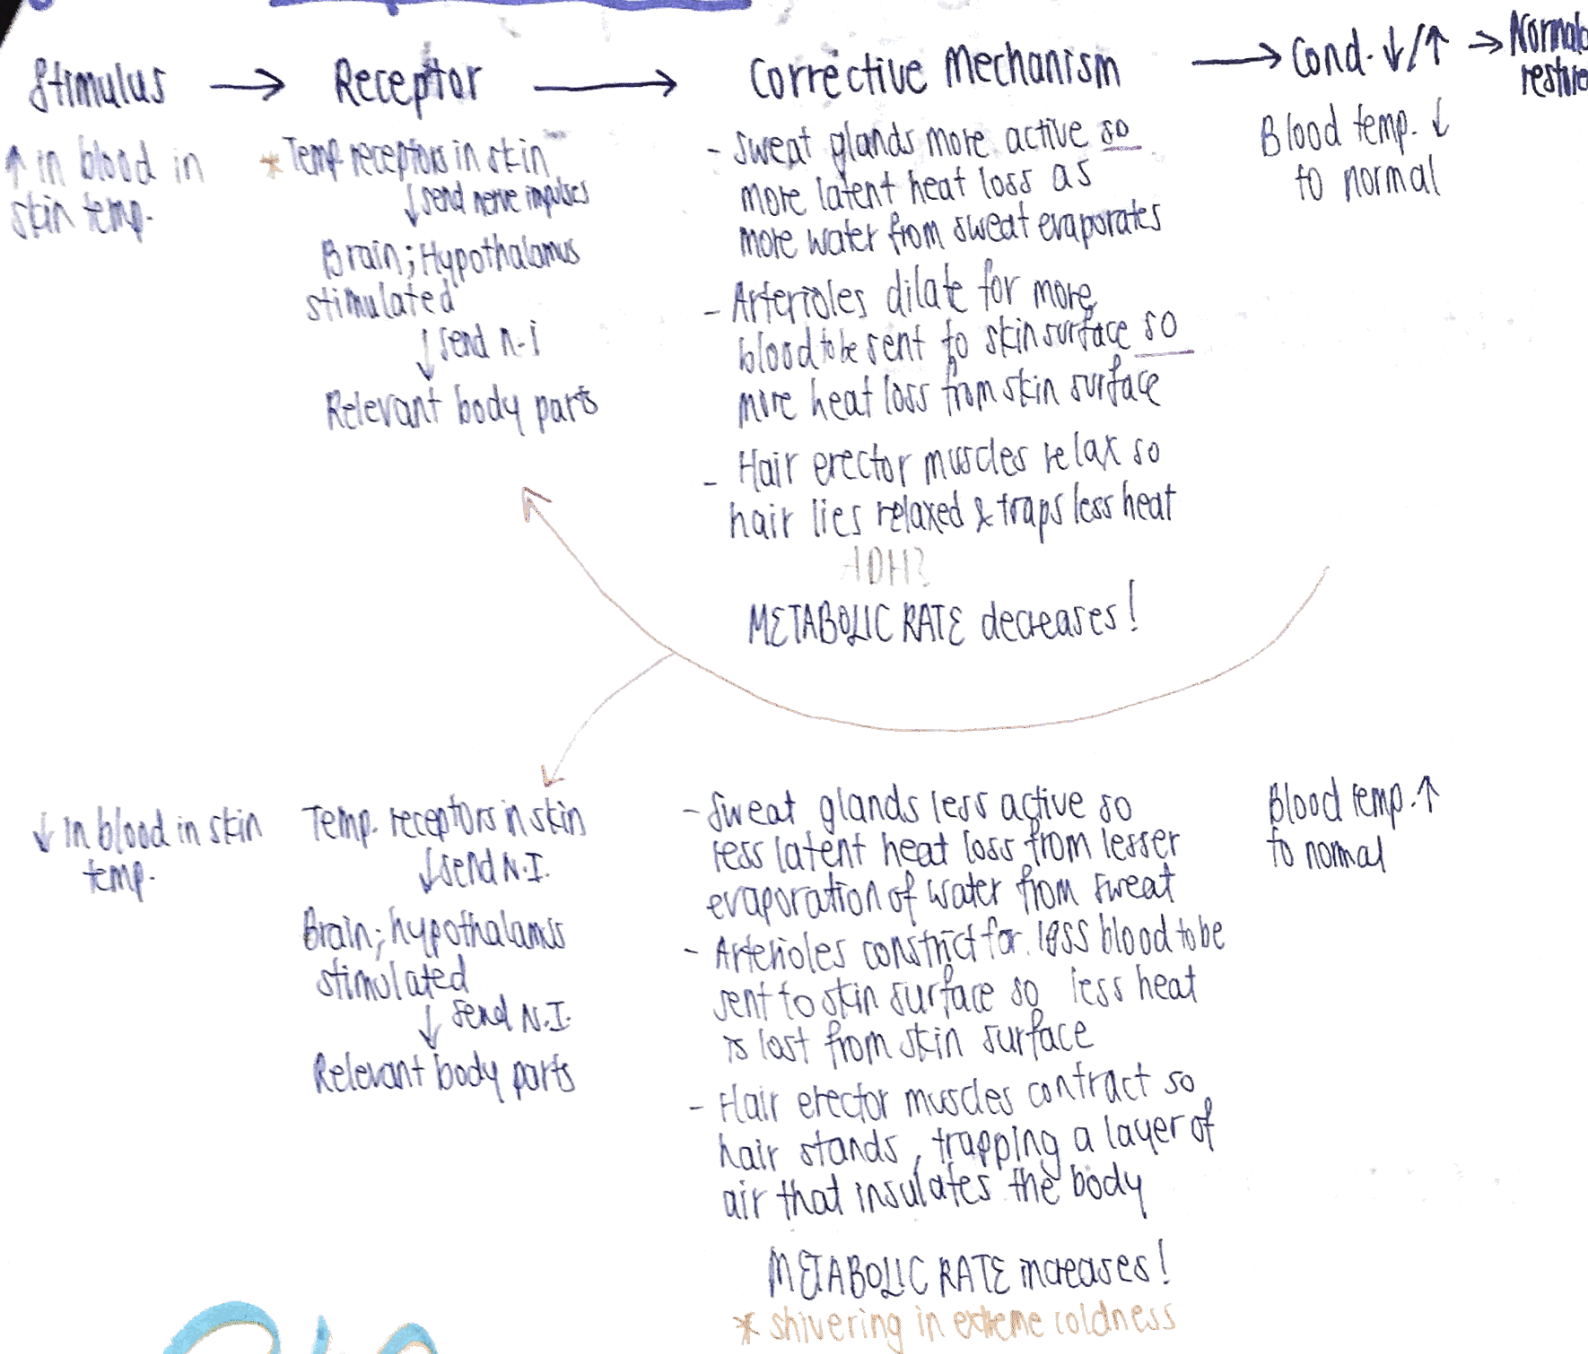 Stimulus → Receptor → Corrective Mechanism → Cond. ↓/↑ → Normal
↑ in blood in
skin temp.
* Temp receptors in skin
↓ send nerve impulses
Brain; Hypothalamus
stimulated
↓ send n.i
Relevant body parts
- Sweat glands more active so
more latent heat loss as
more water from sweat evaporates
- Arterioles dilate for more
blood to be sent to skin surface so
more heat loss from skin surface
- Hair erector muscles relax so
hair lies relaxed & traps less heat
ADH?
METABOLIC RATE decreases!
Blood temp. ↓
to normal
↓ in blood in skin
temp.
Temp. receptors in skin
↓ send N.I.
Brain; hypothalamus
stimulated
↓ send N.I.
Relevant body parts
- Sweat glands less active so
less latent heat loss from lesser
evaporation of water from sweat
- Arterioles constrict for less blood to be
sent to skin surface so less heat
is lost from skin surface
- Hair erector muscles contract so
hair stands, trapping a layer of
air that insulates the body
METABOLIC RATE increases!
* shivering in extreme coldness
Blood temp. ↑
to normal